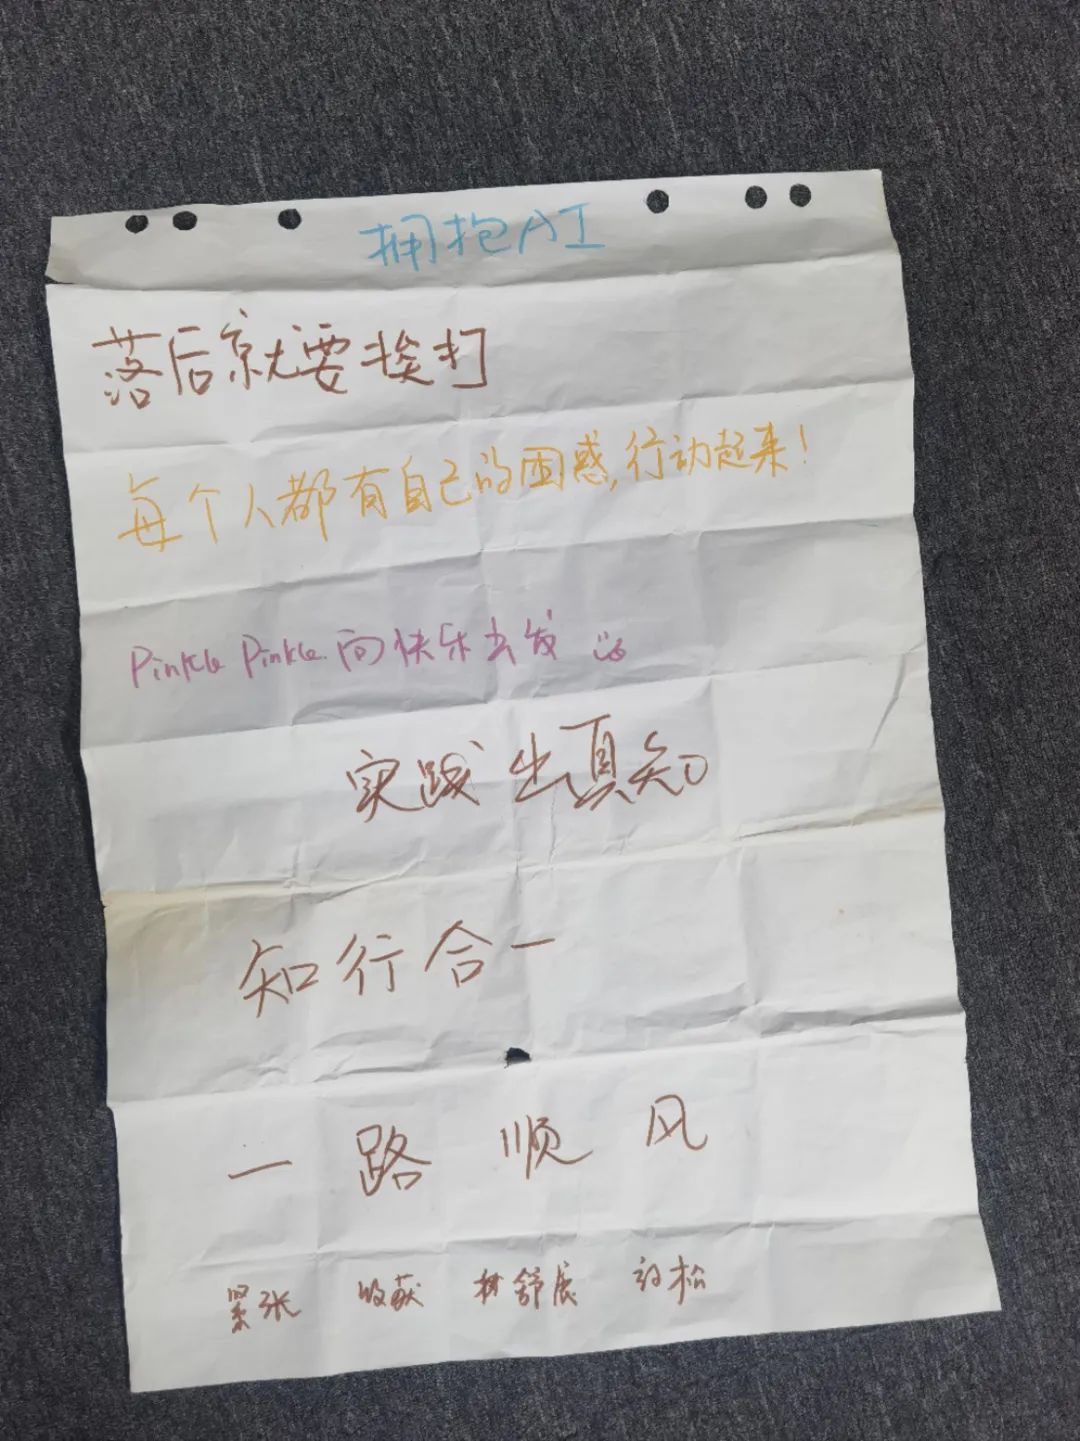 拥抱AI
落后就要挨打
每个人都有自己的困惑,行动起来!
Pinkle Pinkle 向快乐出发
实践出真知
知行合一
一路顺风
紧张 收获 舒展 放松